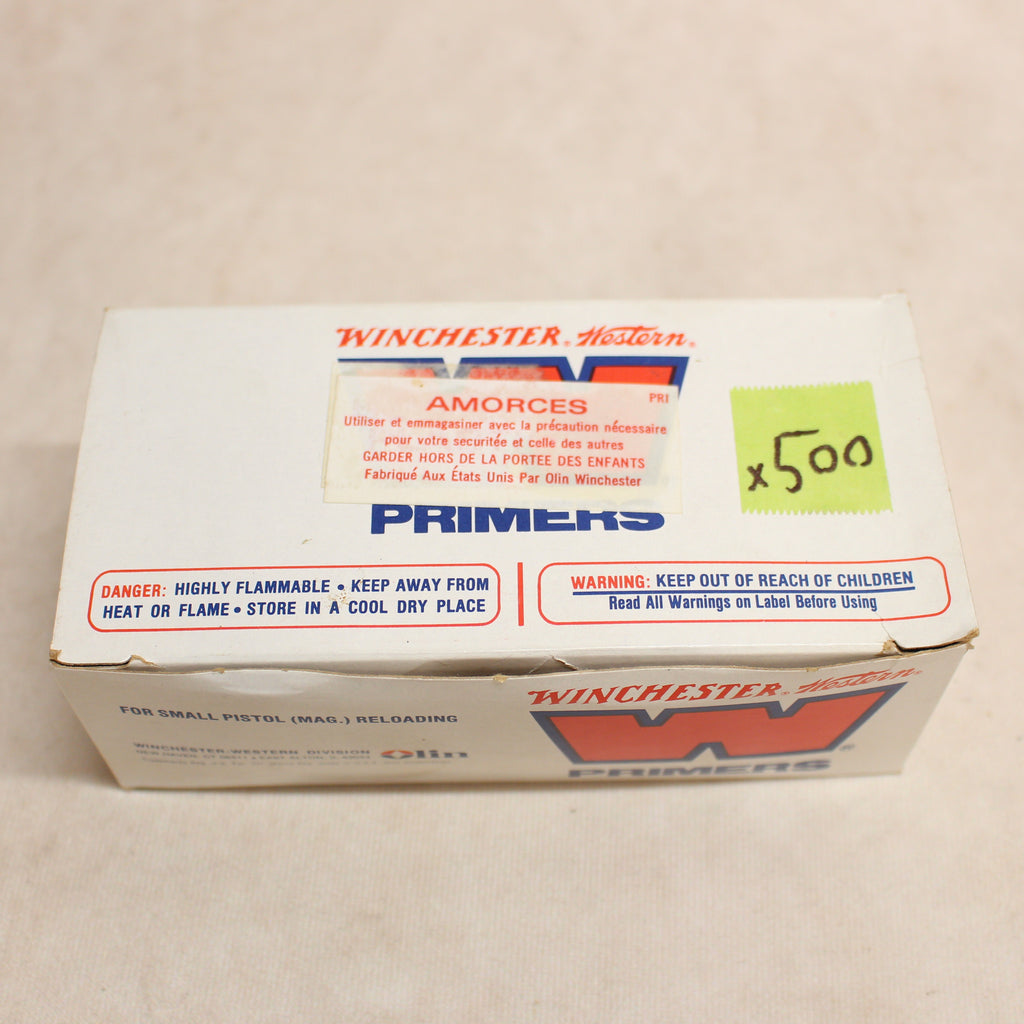 WINCHESTER. Western.
AMORCES
PRI
Utiliser et emmagasiner avec la précaution nécessaire
pour votre securitée et celle des autres
GARDER HORS DE LA PORTEE DES ENFANTS
Fabriqué Aux États Unis Par Olin Winchester
x500
PRIMERS
DANGER: HIGHLY FLAMMABLE • KEEP AWAY FROM
HEAT OR FLAME • STORE IN A COOL DRY PLACE
WARNING: KEEP OUT OF REACH OF CHILDREN
Read All Warnings on Label Before Using
FOR SMALL PISTOL (MAG.) RELOADING
WINCHESTER-WESTERN DIVISION
Olin
WINCHESTER® Western®
W®
PRIMERS